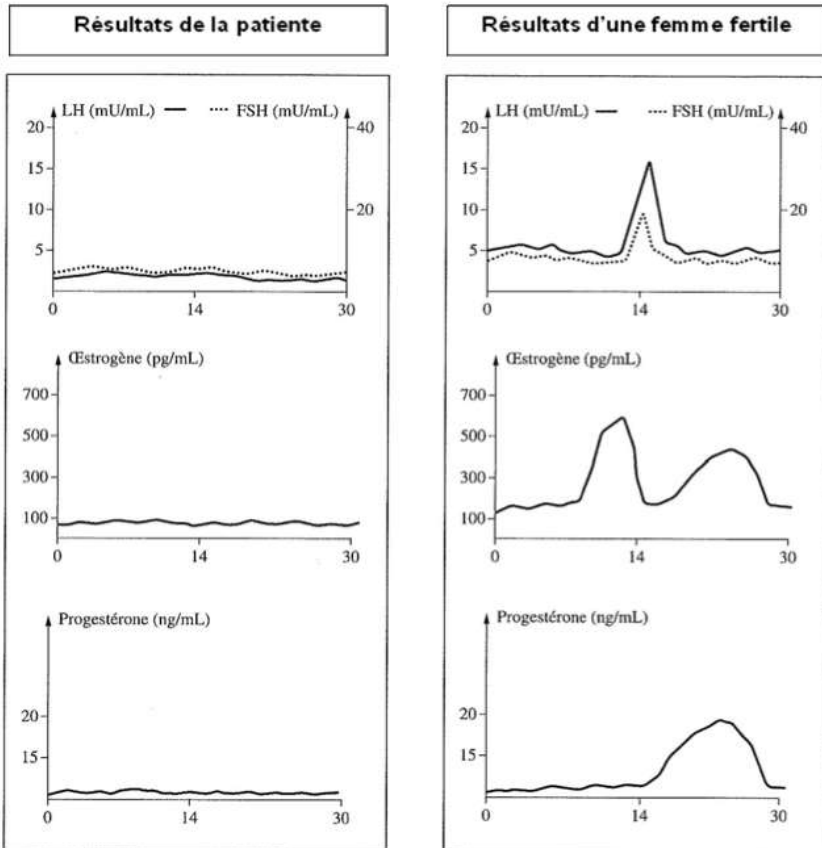 Résultats de la patiente
LH (mU/mL) FSH (mU/mL)
20 40
15
10 20
5
0 14 30
Œstrogène (pg/mL)
700
500
300
100
0 14 30
Progestérone (ng/mL)
20
15
0 14 30
Résultats d'une femme fertile
LH (mU/mL) FSH (mU/mL)
20 40
15
10 20
5
0 14 30
Œstrogène (pg/mL)
700
500
300
100
0 14 30
Progestérone (ng/mL)
20
15
0 14 30